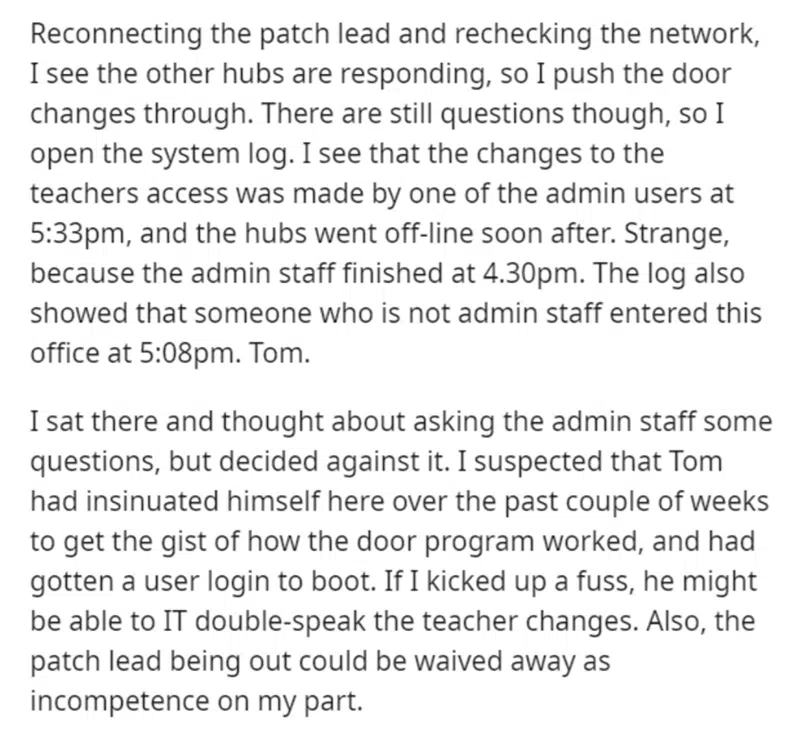 Reconnecting the patch lead and rechecking the network,
I see the other hubs are responding, so I push the door
changes through. There are still questions though, so I
open the system log. I see that the changes to the
teachers access was made by one of the admin users at
5:33pm, and the hubs went off-line soon after. Strange,
because the admin staff finished at 4.30pm. The log also
showed that someone who is not admin staff entered this
office at 5:08pm. Tom.
I sat there and thought about asking the admin staff some
questions, but decided against it. I suspected that Tom
had insinuated himself here over the past couple of weeks
to get the gist of how the door program worked, and had
gotten a user login to boot. If I kicked up a fuss, he might
be able to IT double-speak the teacher changes. Also, the
patch lead being out could be waived away as
incompetence on my part.